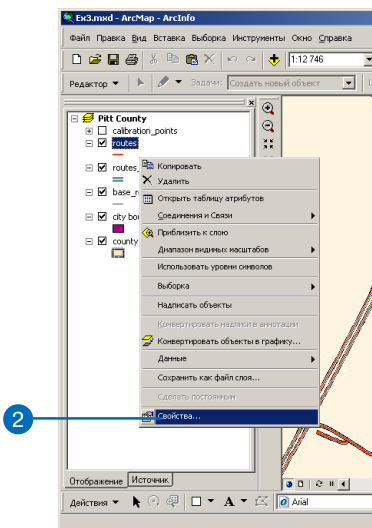 Ex3.mxd - ArcMap - ArcInfo
Файл Правка Вид Вставка Выборка Инструменты Окно Справка
1:12 746
Редактор Задачи: Создать новый объект
Pitt County
calibration_points
routes
routes_
base_r
city bou
county
Копировать
Удалить
Открыть таблицу атрибутов
Соединения и Связи
Приблизить к слою
Диапазон видимых масштабов
Использовать уровни символов
Выборка
Надписать объекты
Конвертировать надписи в аннотации
Конвертировать объекты в графику...
Данные
Сохранить как файл слоя...
Сделать постоянным
2 Свойства...
Отображение Источник
Действия A Arial